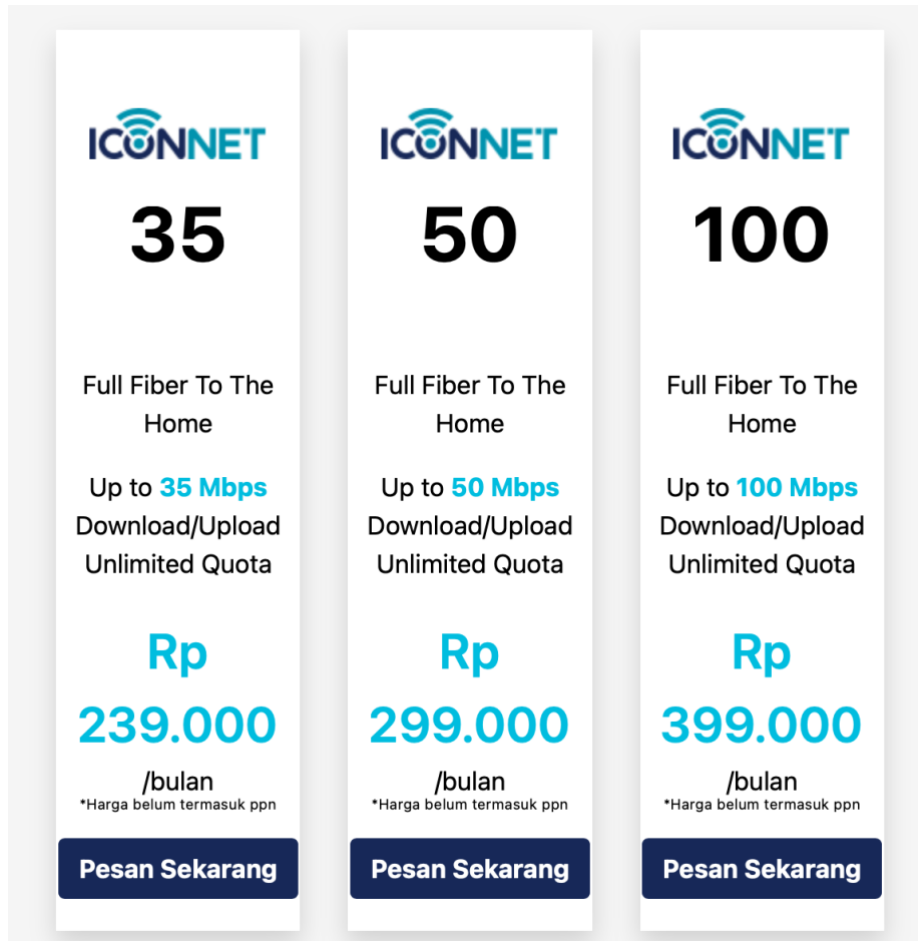 ICONNET
35
Full Fiber To The
Home
Up to 35 Mbps
Download/Upload
Unlimited Quota
Rp
239.000
/bulan
*Harga belum termasuk ppn
Pesan Sekarang
ICONNET
50
Full Fiber To The
Home
Up to 50 Mbps
Download/Upload
Unlimited Quota
Rp
299.000
/bulan
*Harga belum termasuk ppn
Pesan Sekarang
ICONNET
100
Full Fiber To The
Home
Up to 100 Mbps
Download/Upload
Unlimited Quota
Rp
399.000
/bulan
*Harga belum termasuk ppn
Pesan Sekarang